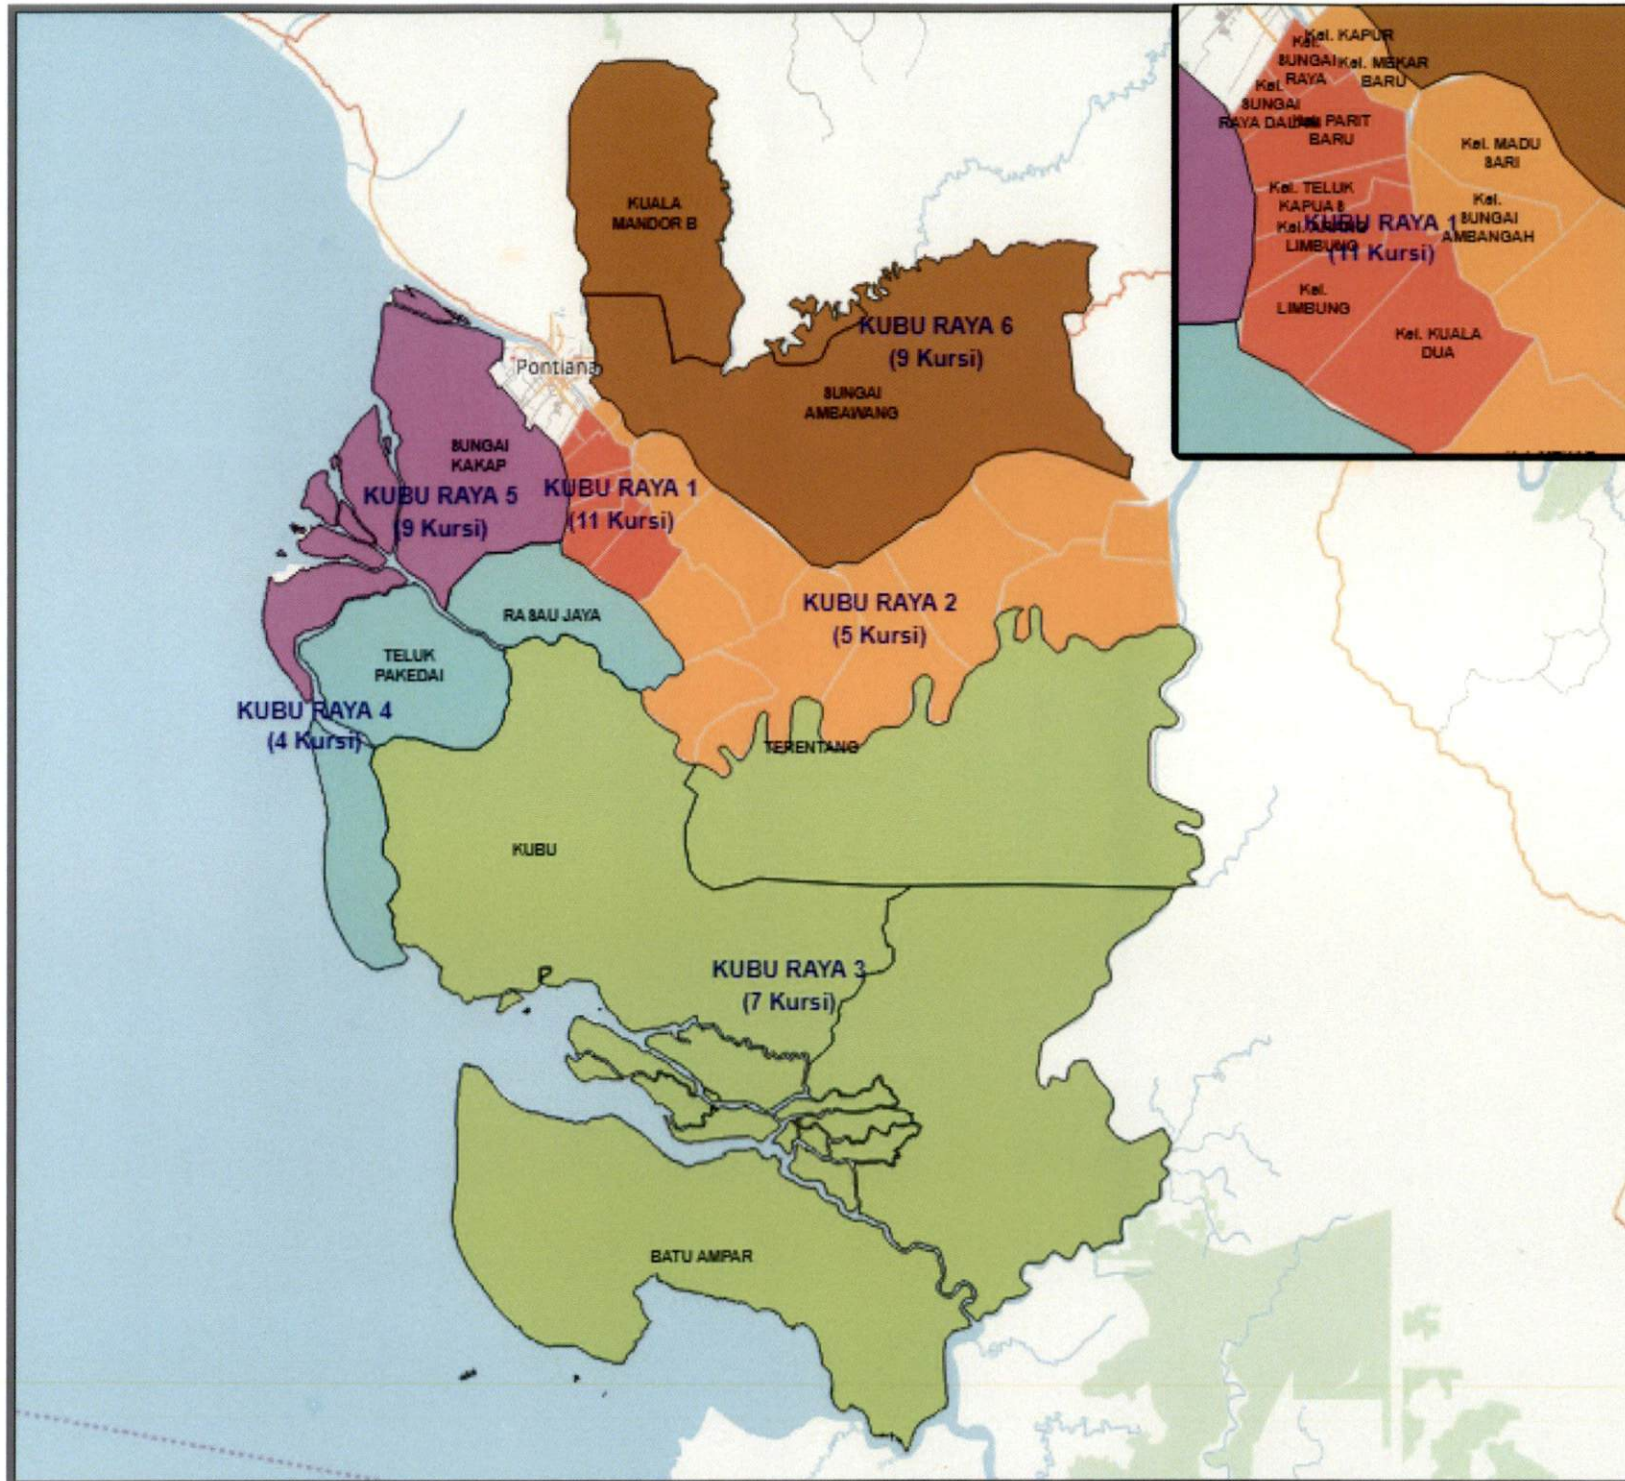 KUALA
MANDOR B
KUBU RAYA 6
(9 Kursi)
SUNGAI
AMBAWANG
Pontiana
SUNGAI
KAKAP
KUBU RAYA 5
(9 Kursi)
KUBU RAYA 1
(11 Kursi)
KUBU RAYA 2
(5 Kursi)
RASAU JAYA
TELUK
PAKEDAI
KUBU RAYA 4
(4 Kursi)
TERENTANG
KUBU
KUBU RAYA 3
(7 Kursi)
BATU AMPAR
Kel. KAPUR
Kel.
SUNGAI
RAYA
Kel. MEKAR
BARU
Kel.
SUNGAI
RAYA DALAM
Kel. PARIT
BARU
Kel. MADU
SARI
Kel. TELUK
KAPUAS
Kel.
SUNGAI
AMBANGAH
KUBU RAYA 1
(11 Kursi)
Kel.
LIMBUNG
Kel.
LIMBUNG
Kel. KUALA
DUA